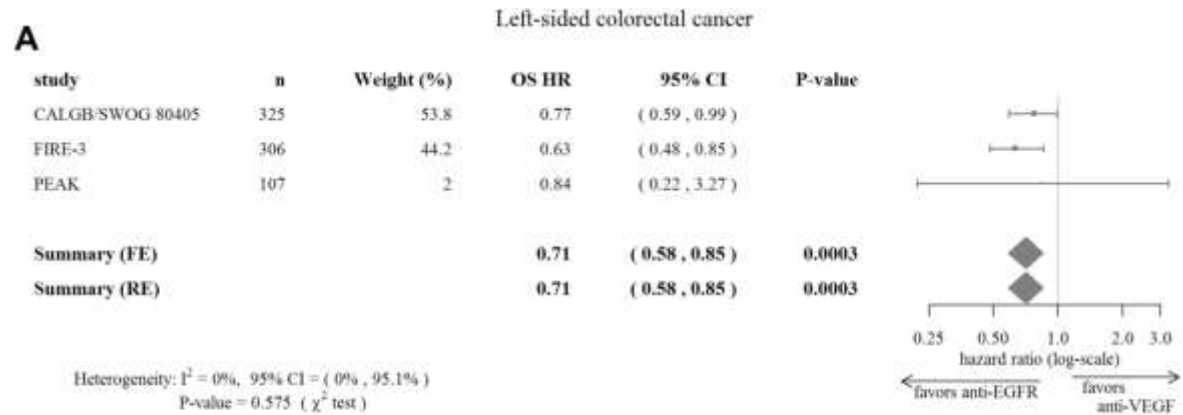 Left-sided colorectal cancer
A
study n Weight (%) OS HR 95% CI P-value
CALGB/SWOG 80405 325 53.8 0.77 ( 0.59 , 0.99 )
FIRE-3 306 44.2 0.63 ( 0.48 , 0.85 )
PEAK 107 2 0.84 ( 0.22 , 3.27 )
Summary (FE) 0.71 ( 0.58 , 0.85 ) 0.0003
Summary (RE) 0.71 ( 0.58 , 0.85 ) 0.0003
0.25 0.50 1.0 2.0 3.0
hazard ratio (log-scale)
favors anti-EGFR
favors
anti-VEGF
Heterogeneity: I² = 0%, 95% CI = ( 0% , 95.1% )
P-value = 0.575 ( χ² test )